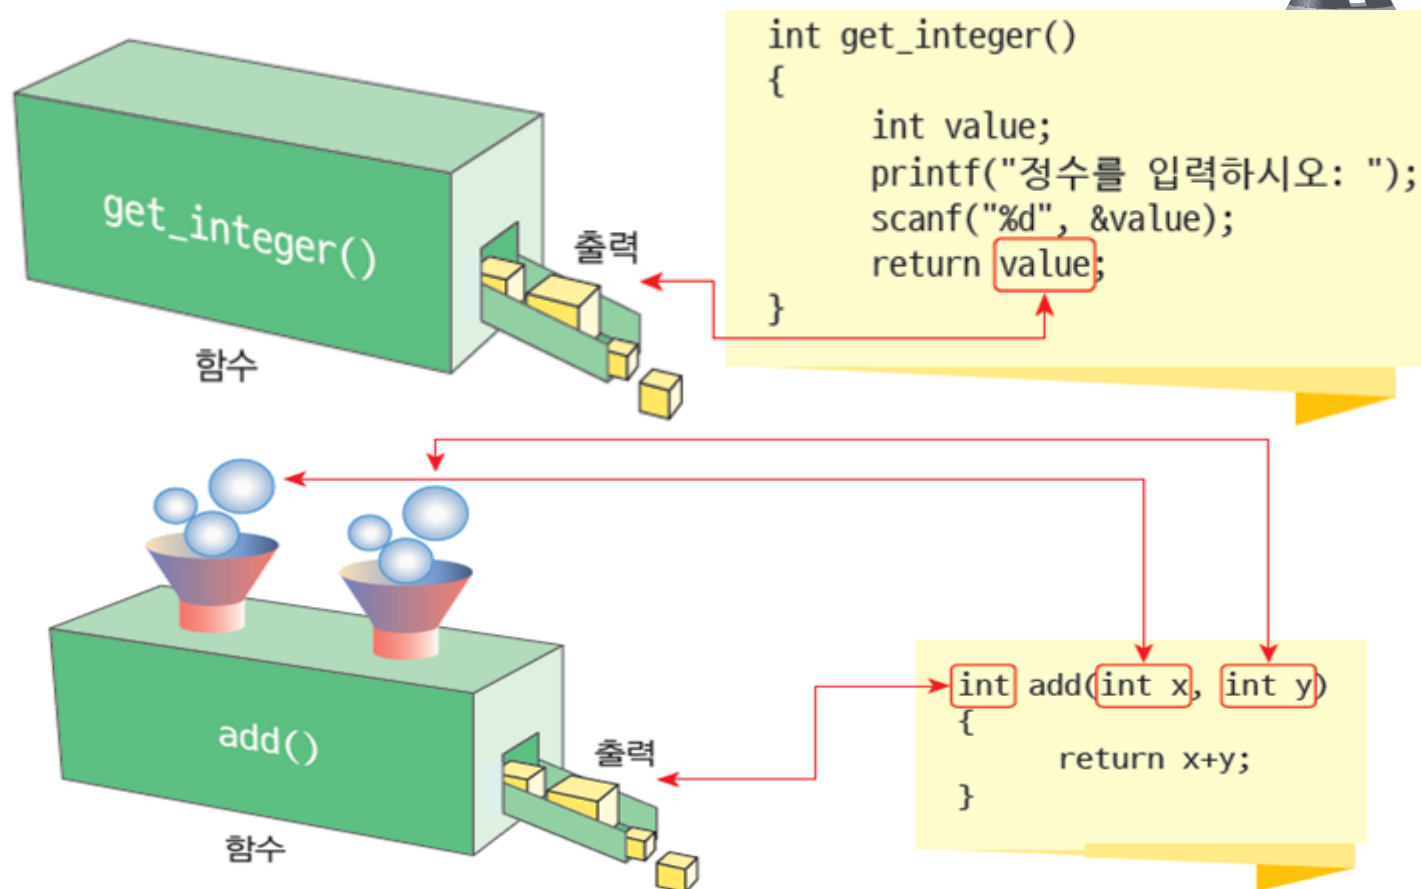 get_integer()
출력
함수
int get_integer()
{
int value;
printf("정수를 입력하시오: ");
scanf("%d", &value);
return value;
}
add()
출력
함수
int add(int x, int y)
{
return x+y;
}